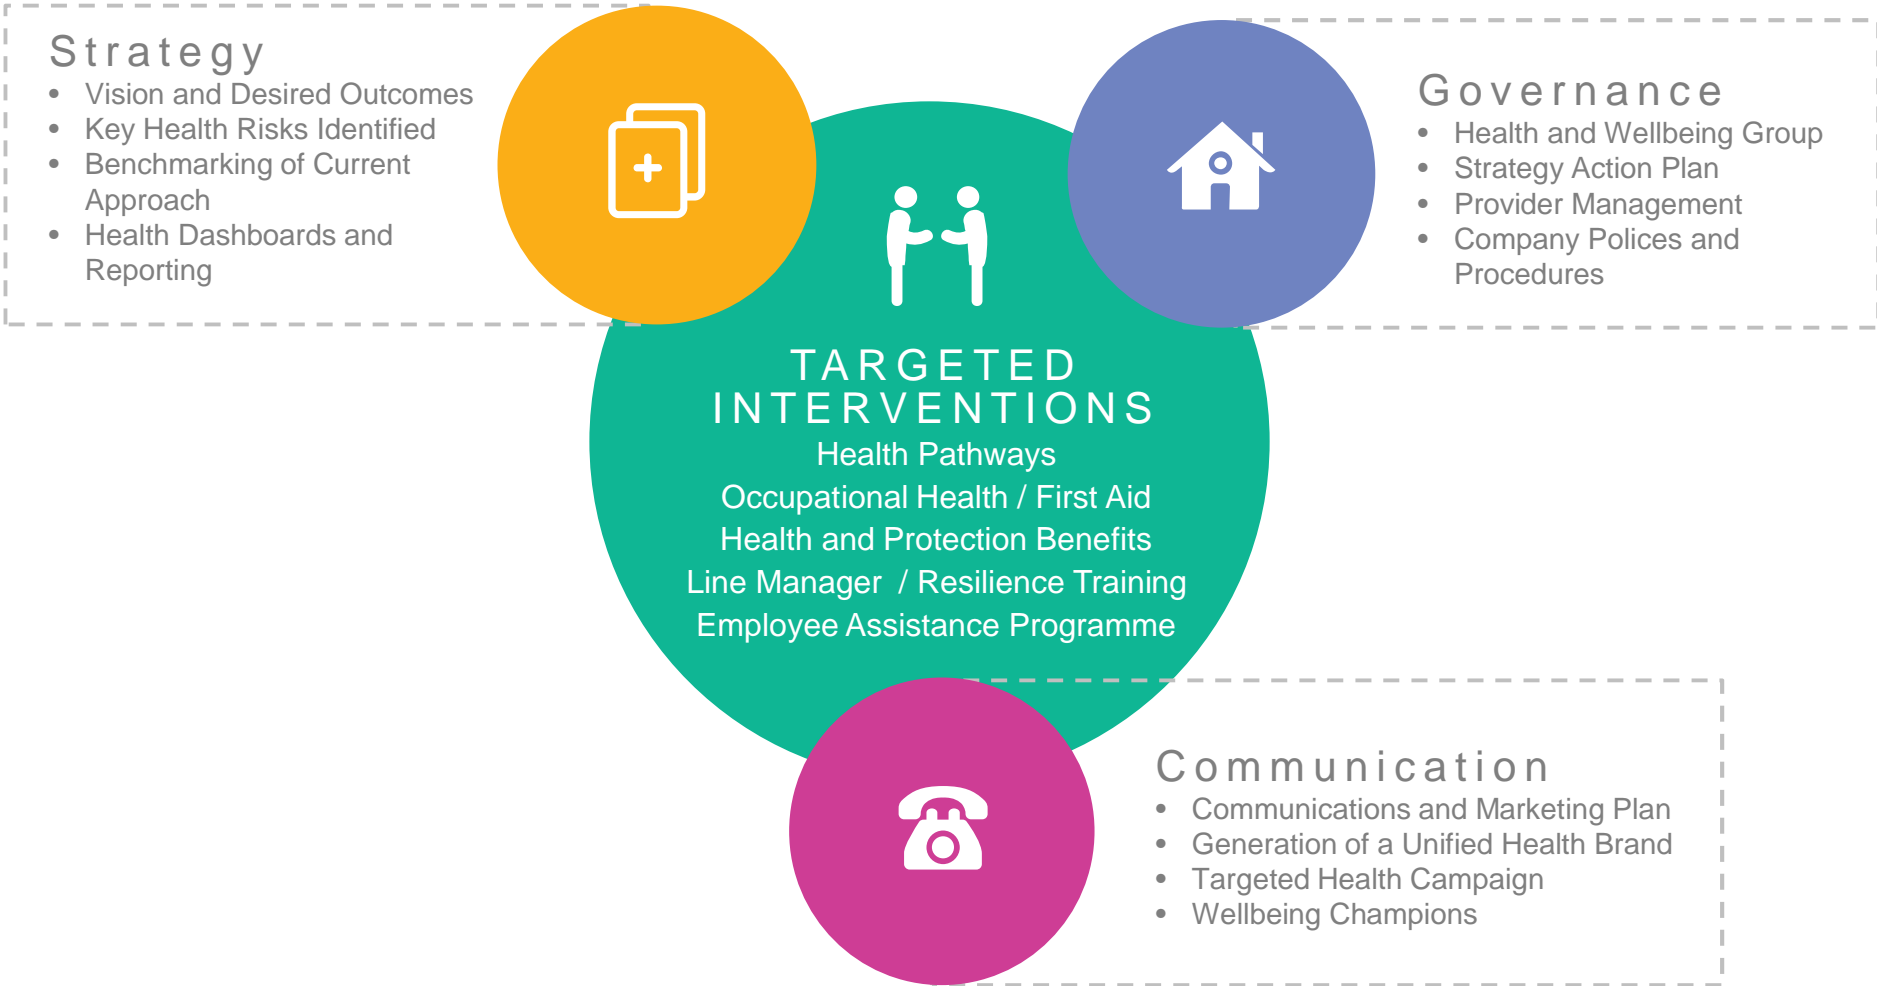 Strategy
• Vision and Desired Outcomes
• Key Health Risks Identified
• Benchmarking of Current
Approach
• Health Dashboards and
Reporting
Governance
• Health and Wellbeing Group
• Strategy Action Plan
• Provider Management
• Company Polices and
Procedures
TARGETED
INTERVENTIONS
Health Pathways
Occupational Health / First Aid
Health and Protection Benefits
Line Manager / Resilience Training
Employee Assistance Programme
Communication
• Communications and Marketing Plan
• Generation of a Unified Health Brand
• Targeted Health Campaign
• Wellbeing Champions